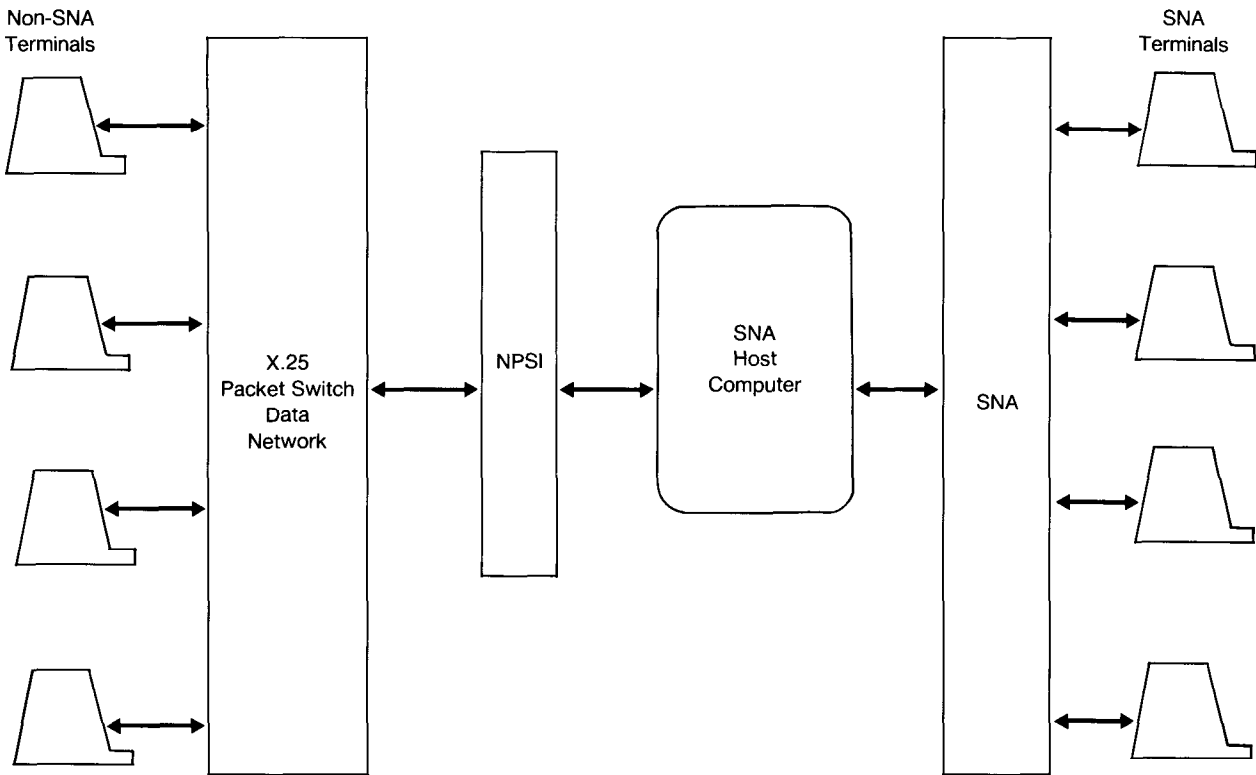 Non-SNA
Terminals
SNA
Terminals
X.25
Packet Switch
Data
Network
NPSI
SNA
Host
Computer
SNA